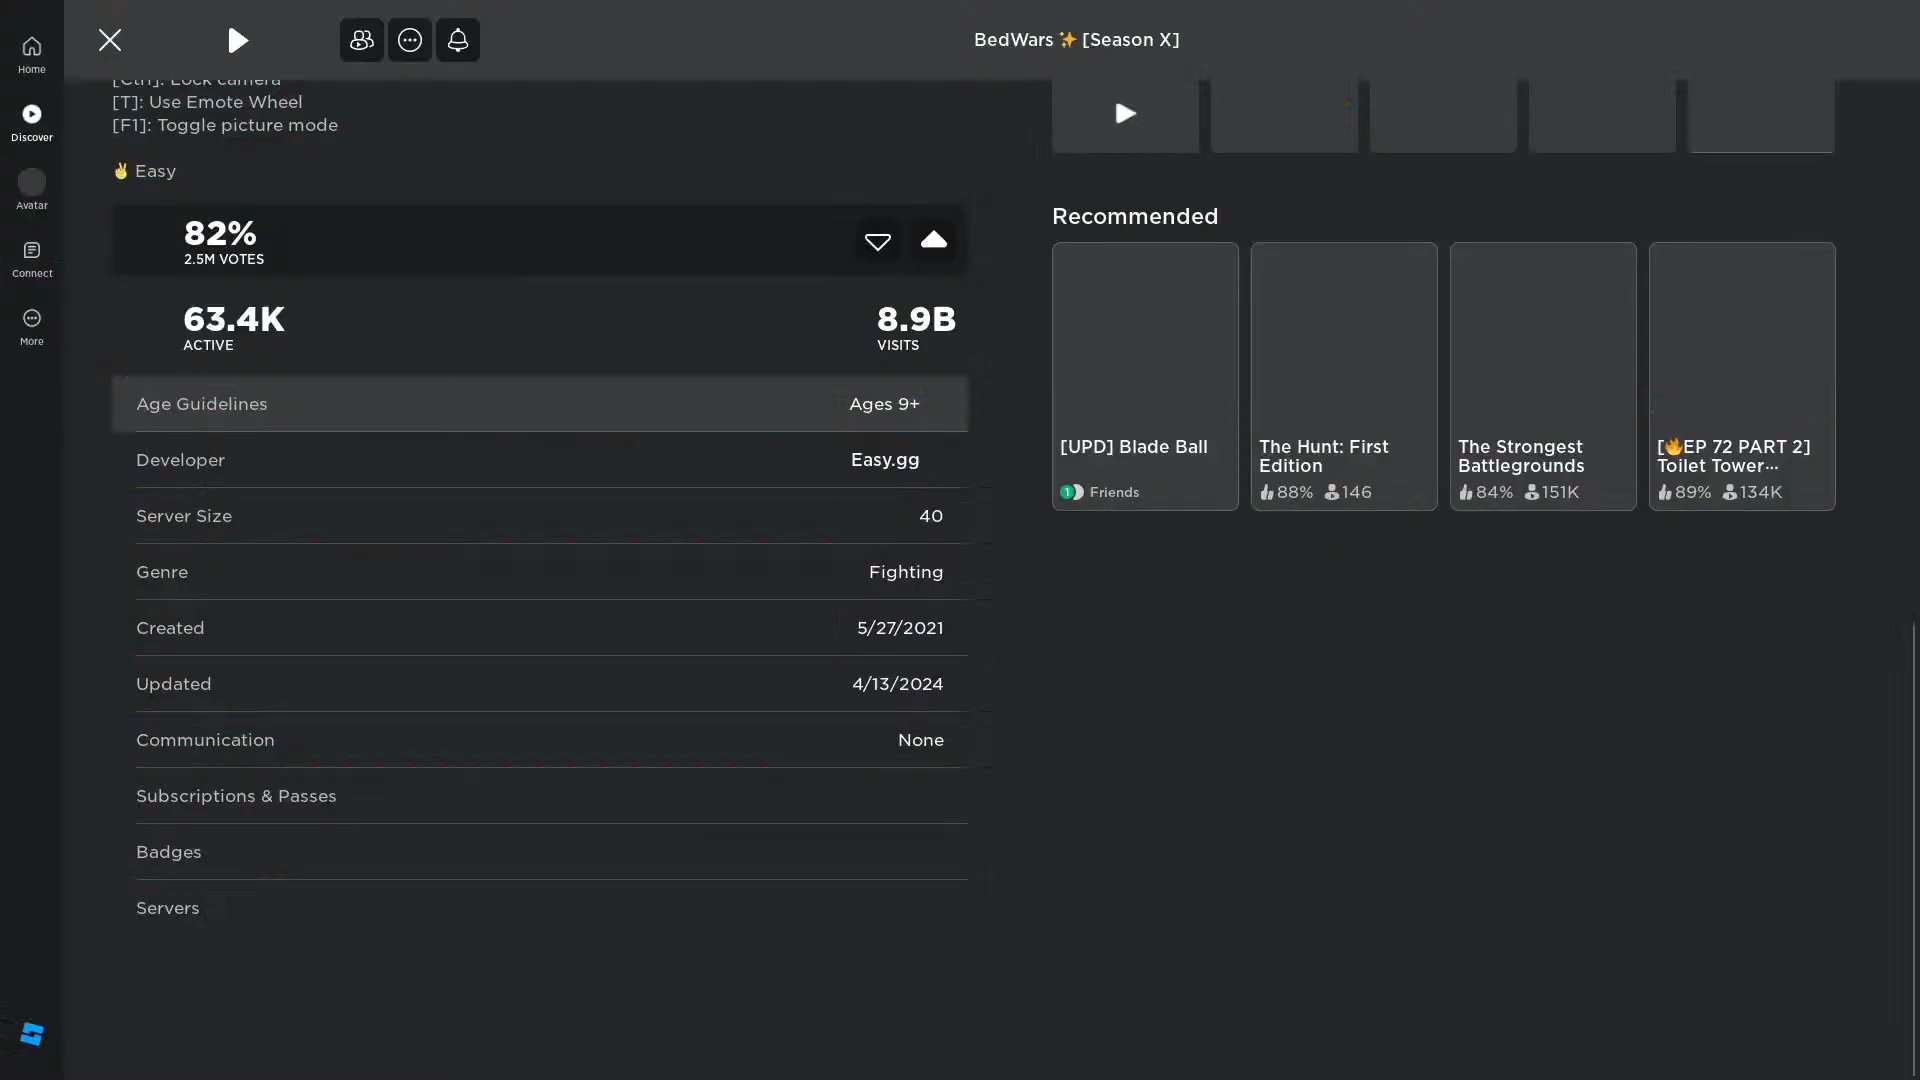 BedWars ✨ [Season X]
Home
Discover
Avatar
Connect
More
[Ctrl]: Lock camera
[T]: Use Emote Wheel
[F1]: Toggle picture mode
✌️ Easy
82%
2.5M VOTES
63.4K
ACTIVE
8.9B
VISITS
Age Guidelines Ages 9+
Developer Easy.gg
Server Size 40
Genre Fighting
Created 5/27/2021
Updated 4/13/2024
Communication None
Subscriptions & Passes
Badges
Servers
Recommended
[UPD] Blade Ball
1 Friends
The Hunt: First
Edition
88% 146
The Strongest
Battlegrounds
84% 151K
[🔥EP 72 PART 2]
Toilet Tower...
89% 134K